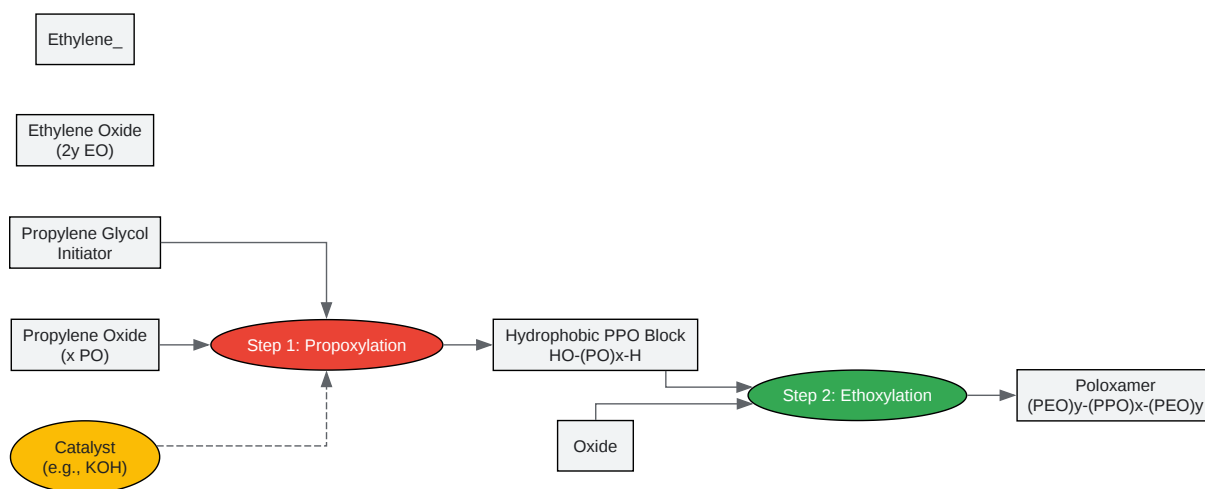 Ethylene_
Ethylene Oxide
(2y EO)
Propylene Glycol
Initiator
Propylene Oxide
(x PO)
Step 1: Propoxylation
Hydrophobic PPO Block
HO-(PO)x-H
Step 2: Ethoxylation
Poloxamer
(PEO)y-(PPO)x-(PEO)y
Catalyst
(e.g., KOH)
Oxide